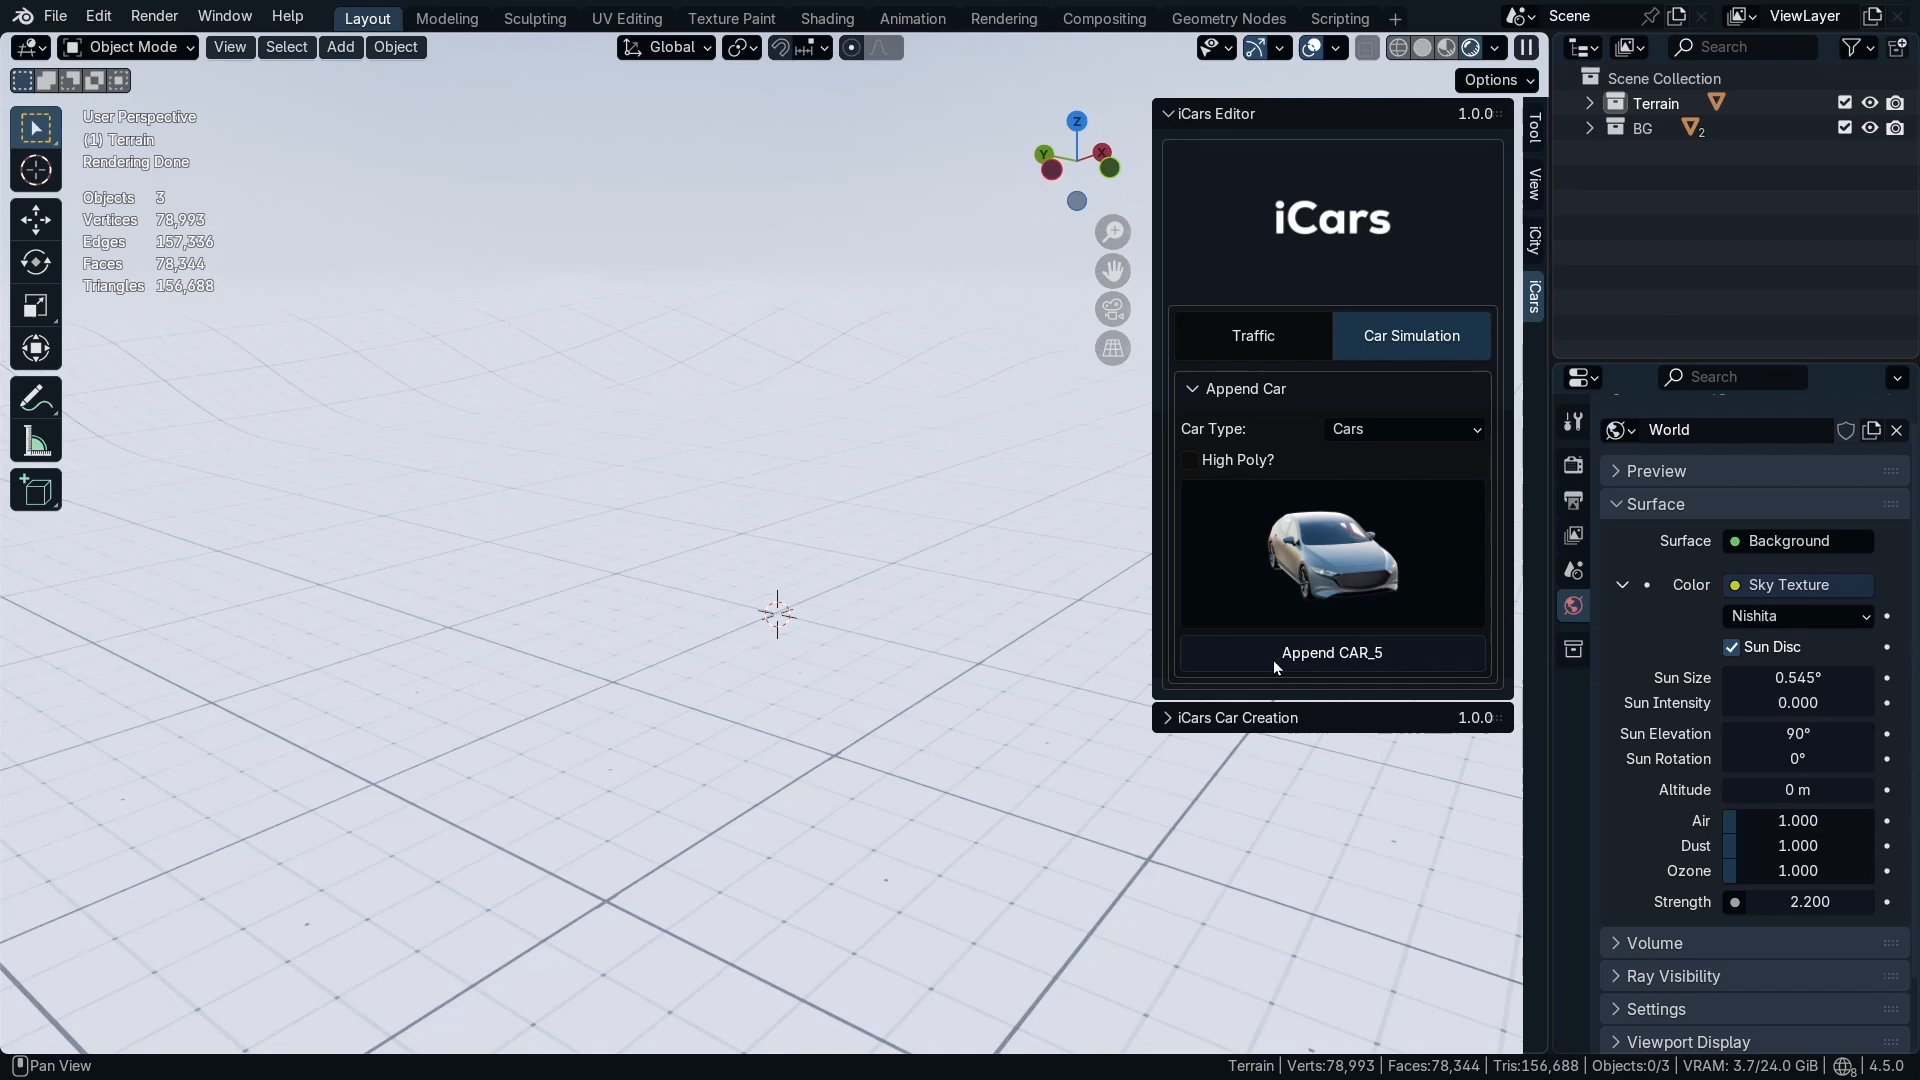 File Edit Render Window Help
Layout Modeling Sculpting UV Editing Texture Paint Shading Animation Rendering Compositing Geometry Nodes Scripting +
Scene
ViewLayer
Object Mode
View Select Add Object
Global
Options
Search
Scene Collection
Terrain
BG
2
User Perspective
(1) Terrain
Rendering Done
Objects 3
Vertices 78,993
Edges 157,336
Faces 78,344
Triangles 156,688
Z
Y
X
Tool
View
iCity
iCars
iCars Editor 1.0.0
iCars
Traffic
Car Simulation
Append Car
Car Type: Cars
High Poly?
Append CAR_5
iCars Car Creation 1.0.0
Search
World
Preview
Surface
Surface Background
Color Sky Texture
Nishita
Sun Disc
Sun Size 0.545°
Sun Intensity 0.000
Sun Elevation 90°
Sun Rotation 0°
Altitude 0 m
Air 1.000
Dust 1.000
Ozone 1.000
Strength 2.200
Volume
Ray Visibility
Settings
Viewport Display
Pan View
Terrain | Verts:78,993 | Faces:78,344 | Tris:156,688 | Objects:0/3 | VRAM: 3.7/24.0 GiB | 8 | 4.5.0